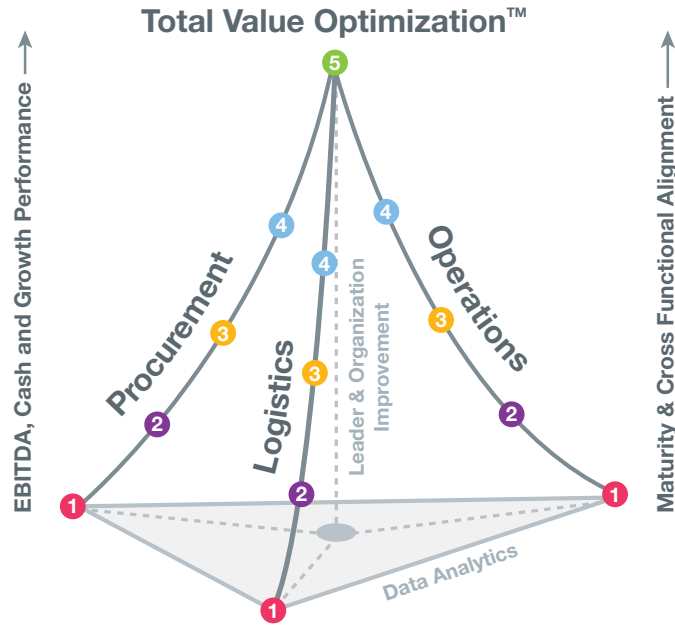 Total Value Optimization™
EBITDA, Cash and Growth Performance
Maturity & Cross Functional Alignment
5
4
4
4
Procurement
Operations
Leader & Organization
Improvement
3
3
3
Logistics
2
2
2
1
1
1
Data Analytics